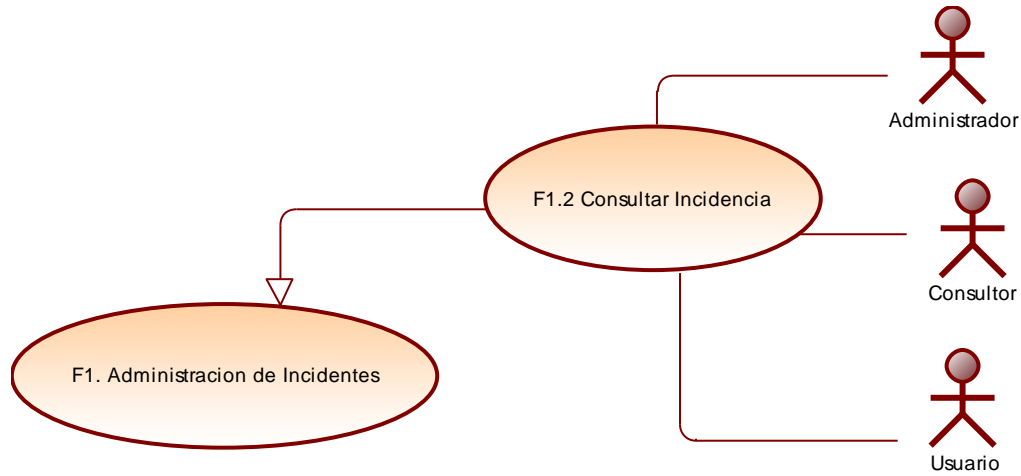 Administrador
F1.2 Consultar Incidencia
Consultor
F1. Administracion de Incidentes
Usuario